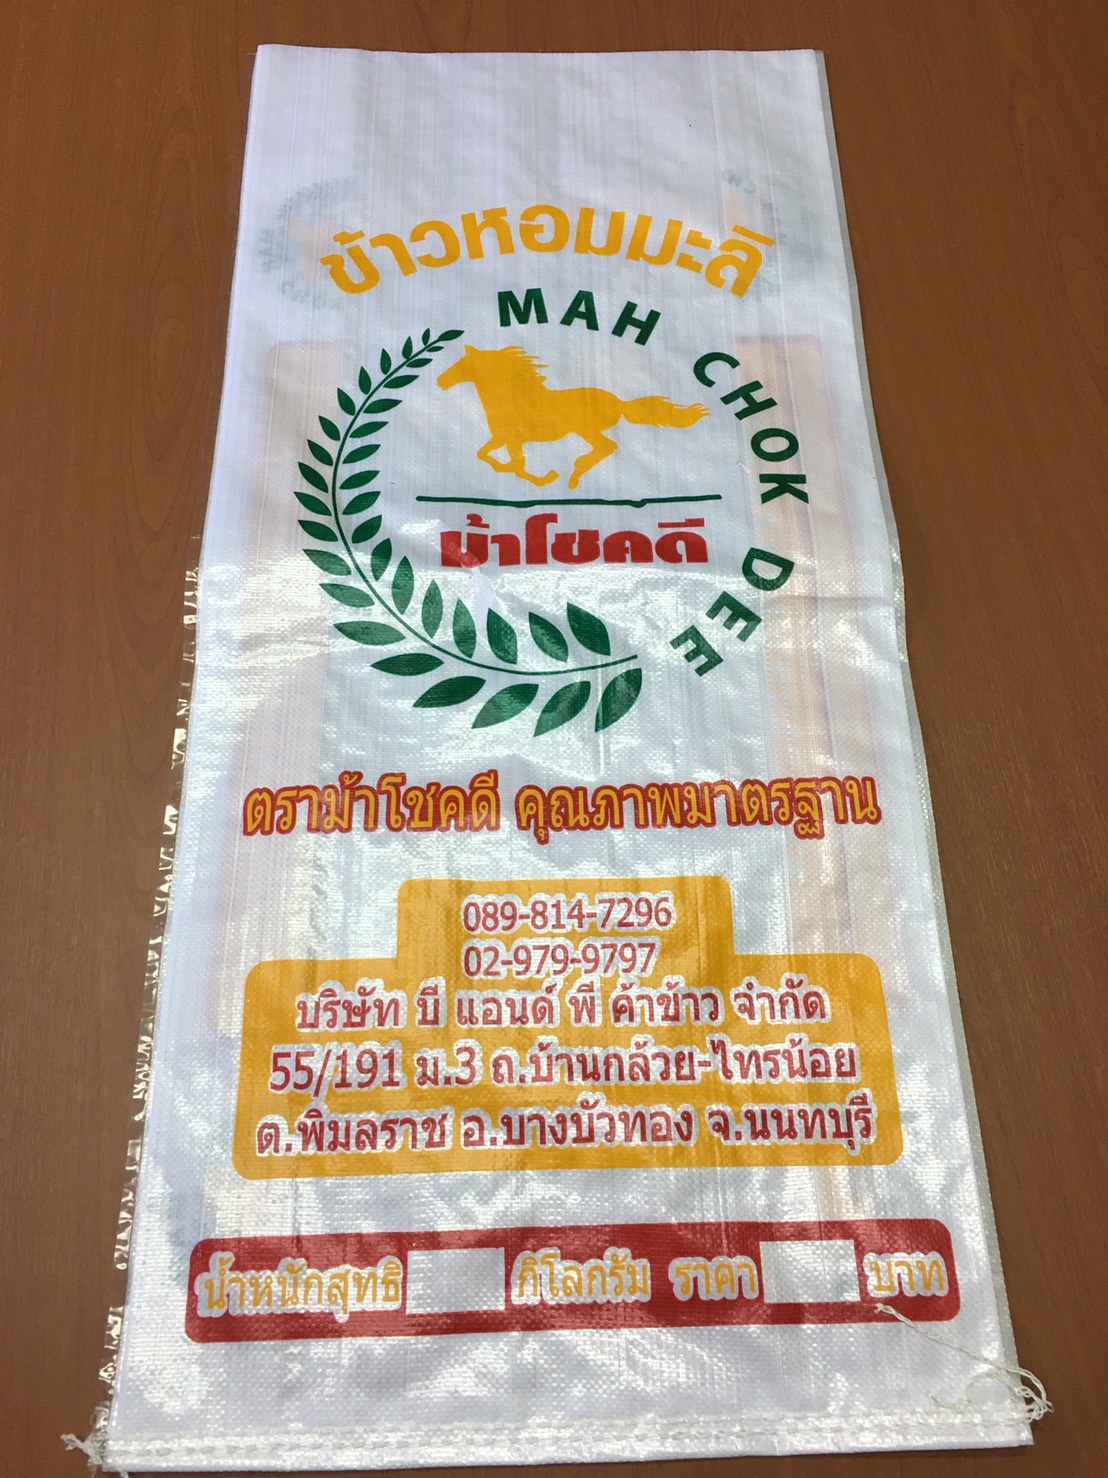 ข้าวหอมมะลิ
MAH CHOK DEE
ม้าโชคดี
ตราม้าโชคดี คุณภาพมาตรฐาน
089-814-7296
02-979-9797
บริษัท บี แอนด์ พี ค้าข้าว จำกัด
55/191 ม.3 ถ.บ้านกล้วย-ไทรน้อย
ต.พิมลราช อ.บางบัวทอง จ.นนทบุรี
น้ำหนักสุทธิ กิโลกรัม ราคา บาท